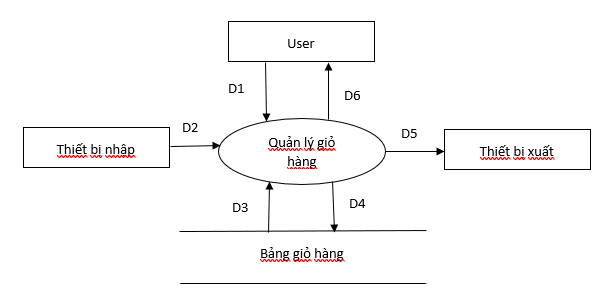 User
D1
D6
D2
Thiết bị nhâp
Quản lý giỏ
hàng
D5
Thiết bị xuất
D3
D4
Bảng giỏ hàng